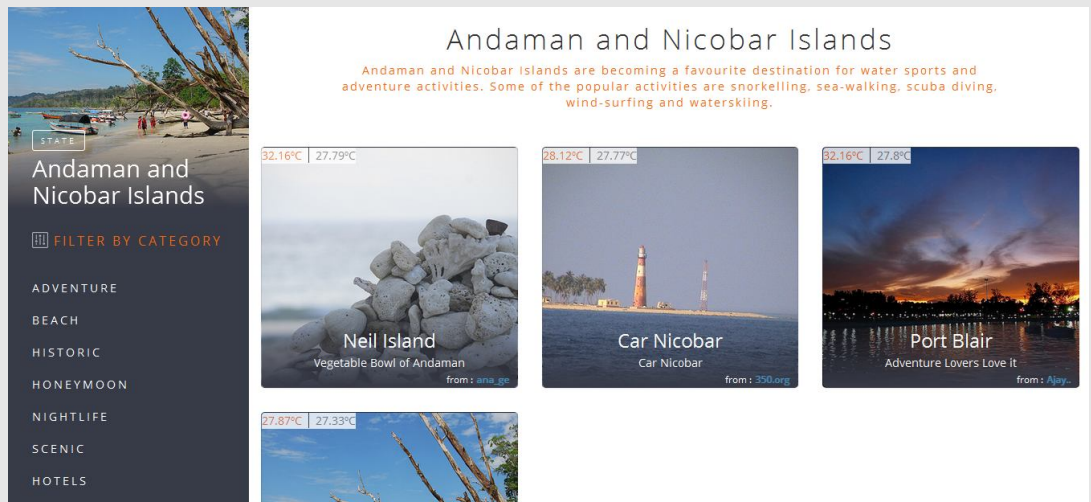 STATE
Andaman and
Nicobar Islands
FILTER BY CATEGORY
ADVENTURE
BEACH
HISTORIC
HONEYMOON
NIGHTLIFE
SCENIC
HOTELS
Andaman and Nicobar Islands
Andaman and Nicobar Islands are becoming a favourite destination for water sports and
adventure activities. Some of the popular activities are snorkelling, sea-walking, scuba diving,
wind-surfing and waterskiing.
32.16°C | 27.79°C
Neil Island
Vegetable Bowl of Andaman
from : ana_ge
28.12°C | 27.77°C
Car Nicobar
Car Nicobar
from : 350.org
32.16°C | 27.8°C
Port Blair
Adventure Lovers Love it
from : Ajay..
27.87°C | 27.33°C